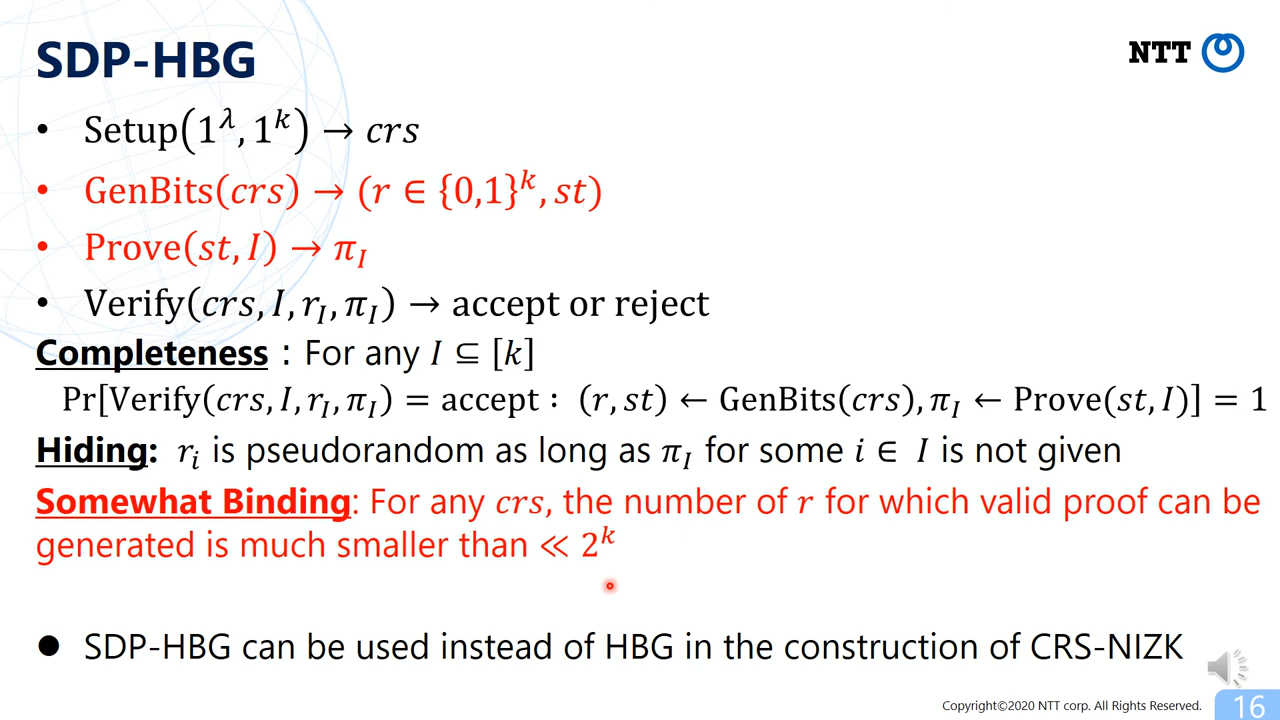 SDP-HBG
NTT
• Setup(1^λ, 1^k) → crs
• GenBits(crs) → (r ∈ {0,1}^k, st)
• Prove(st, I) → π_I
• Verify(crs, I, r_I, π_I) → accept or reject
Completeness : For any I ⊆ [k]
Pr[Verify(crs, I, r_I, π_I) = accept : (r, st) ← GenBits(crs), π_I ← Prove(st, I)] = 1
Hiding: r_i is pseudorandom as long as π_I for some i ∈ I is not given
Somewhat Binding: For any crs, the number of r for which valid proof can be
generated is much smaller than ≪ 2^k
● SDP-HBG can be used instead of HBG in the construction of CRS-NIZK
Copyright©2020 NTT corp. All Rights Reserved.
16